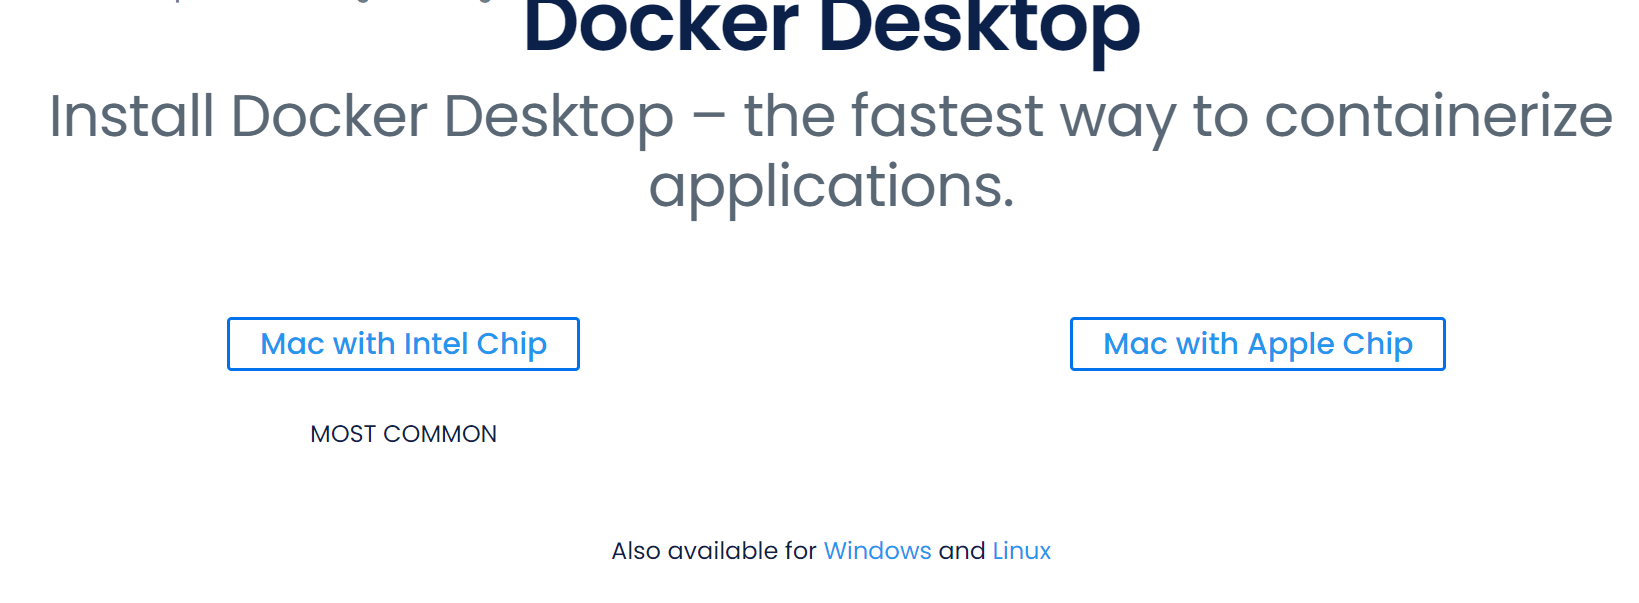 Docker Desktop
Install Docker Desktop – the fastest way to containerize
applications.
Mac with Intel Chip
Mac with Apple Chip
MOST COMMON
Also available for Windows and Linux